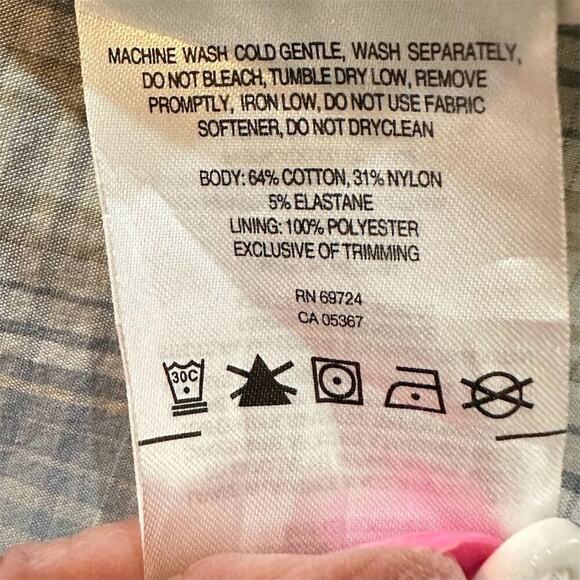 MACHINE WASH COLD GENTLE, WASH SEPARATELY,
DO NOT BLEACH, TUMBLE DRY LOW, REMOVE
PROMPTLY, IRON LOW, DO NOT USE FABRIC
SOFTENER, DO NOT DRYCLEAN
BODY: 64% COTTON, 31% NYLON
5% ELASTANE
LINING: 100% POLYESTER
EXCLUSIVE OF TRIMMING
RN 69724
CA 05367
30C